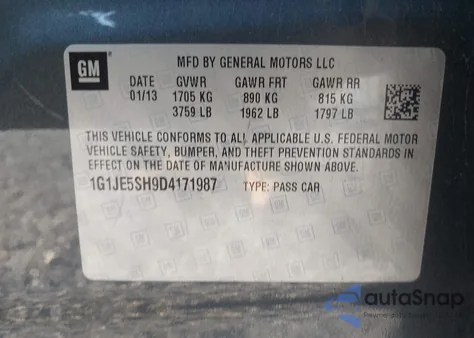 GM
MFD BY GENERAL MOTORS LLC
DATE GVWR GAWR FRT GAWR RR
01/13 1705 KG 890 KG 815 KG
3759 LB 1962 LB 1797 LB
THIS VEHICLE CONFORMS TO ALL APPLICABLE U.S. FEDERAL MOTOR
VEHICLE SAFETY, BUMPER, AND THEFT PREVENTION STANDARDS IN
EFFECT ON THE DATE OF MANUFACTURE SHOWN ABOVE.
1G1JE5SH9D4171987 TYPE: PASS CAR
autaSnap